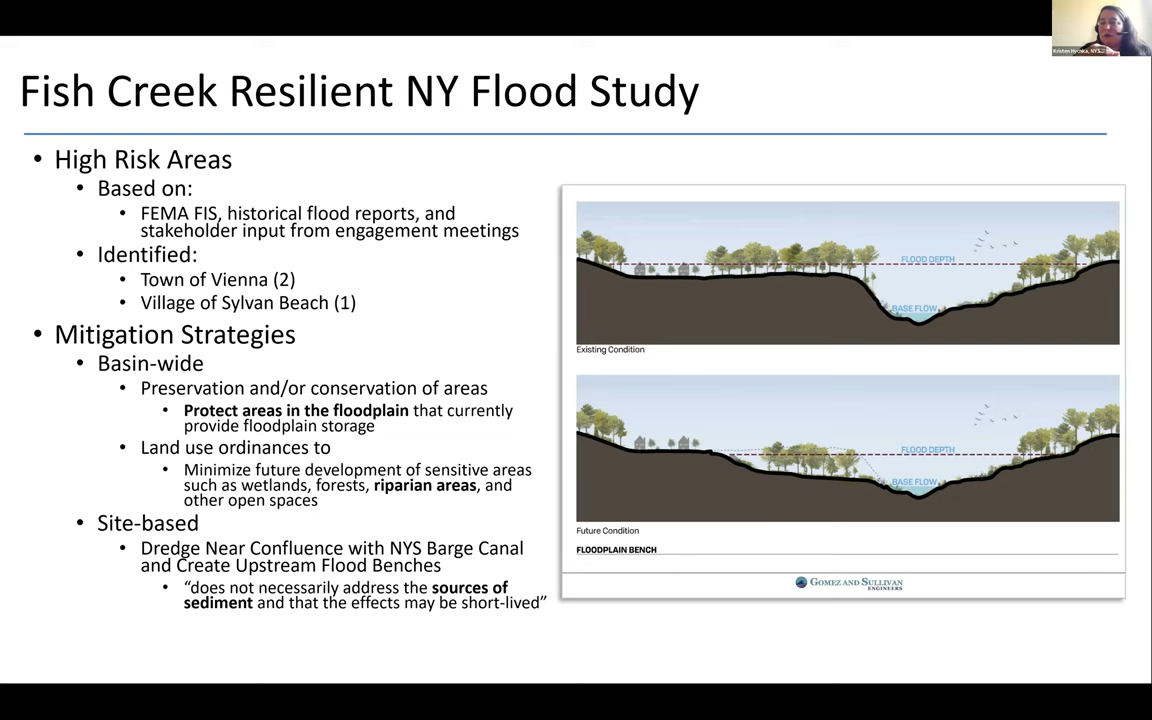 Fish Creek Resilient NY Flood Study
• High Risk Areas
• Based on:
• FEMA FIS, historical flood reports, and
stakeholder input from engagement meetings
• Identified:
• Town of Vienna (2)
• Village of Sylvan Beach (1)
• Mitigation Strategies
• Basin-wide
• Preservation and/or conservation of areas
• Protect areas in the floodplain that currently
provide floodplain storage
• Land use ordinances to
• Minimize future development of sensitive areas
such as wetlands, forests, riparian areas, and
other open spaces
• Site-based
• Dredge Near Confluence with NYS Barge Canal
and Create Upstream Flood Benches
• “does not necessarily address the sources of
sediment and that the effects may be short-lived”
FLOOD DEPTH
BASE FLOW
Existing Condition
FLOOD DEPTH
BASE FLOW
Future Condition
FLOODPLAIN BENCH
GOMEZ AND SULLIVAN
ENGINEERS
Kristen Hychka, NYS...